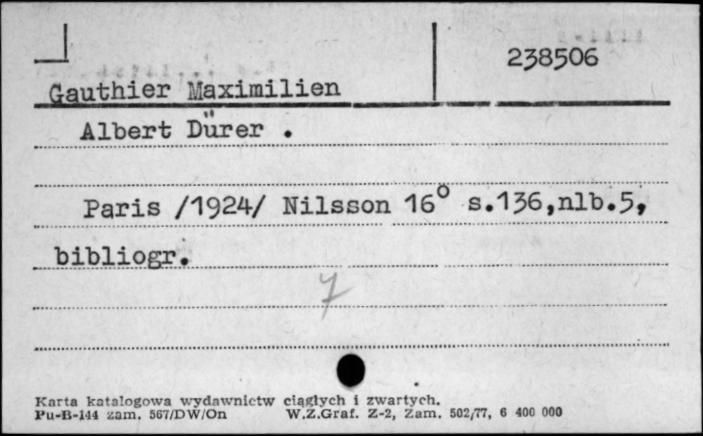 238506
Gauthier Maximilien
Albert Dürer .
Paris /1924/ Nilsson 16° s.136,nlb.5,
bibliogr.
Karta katalogowa wydawnictw ciągłych i zwartych.
Pu-B-144 zam. 567/DW/On W.Z.Graf. Z-2, Zam. 502/77, 6 400 000